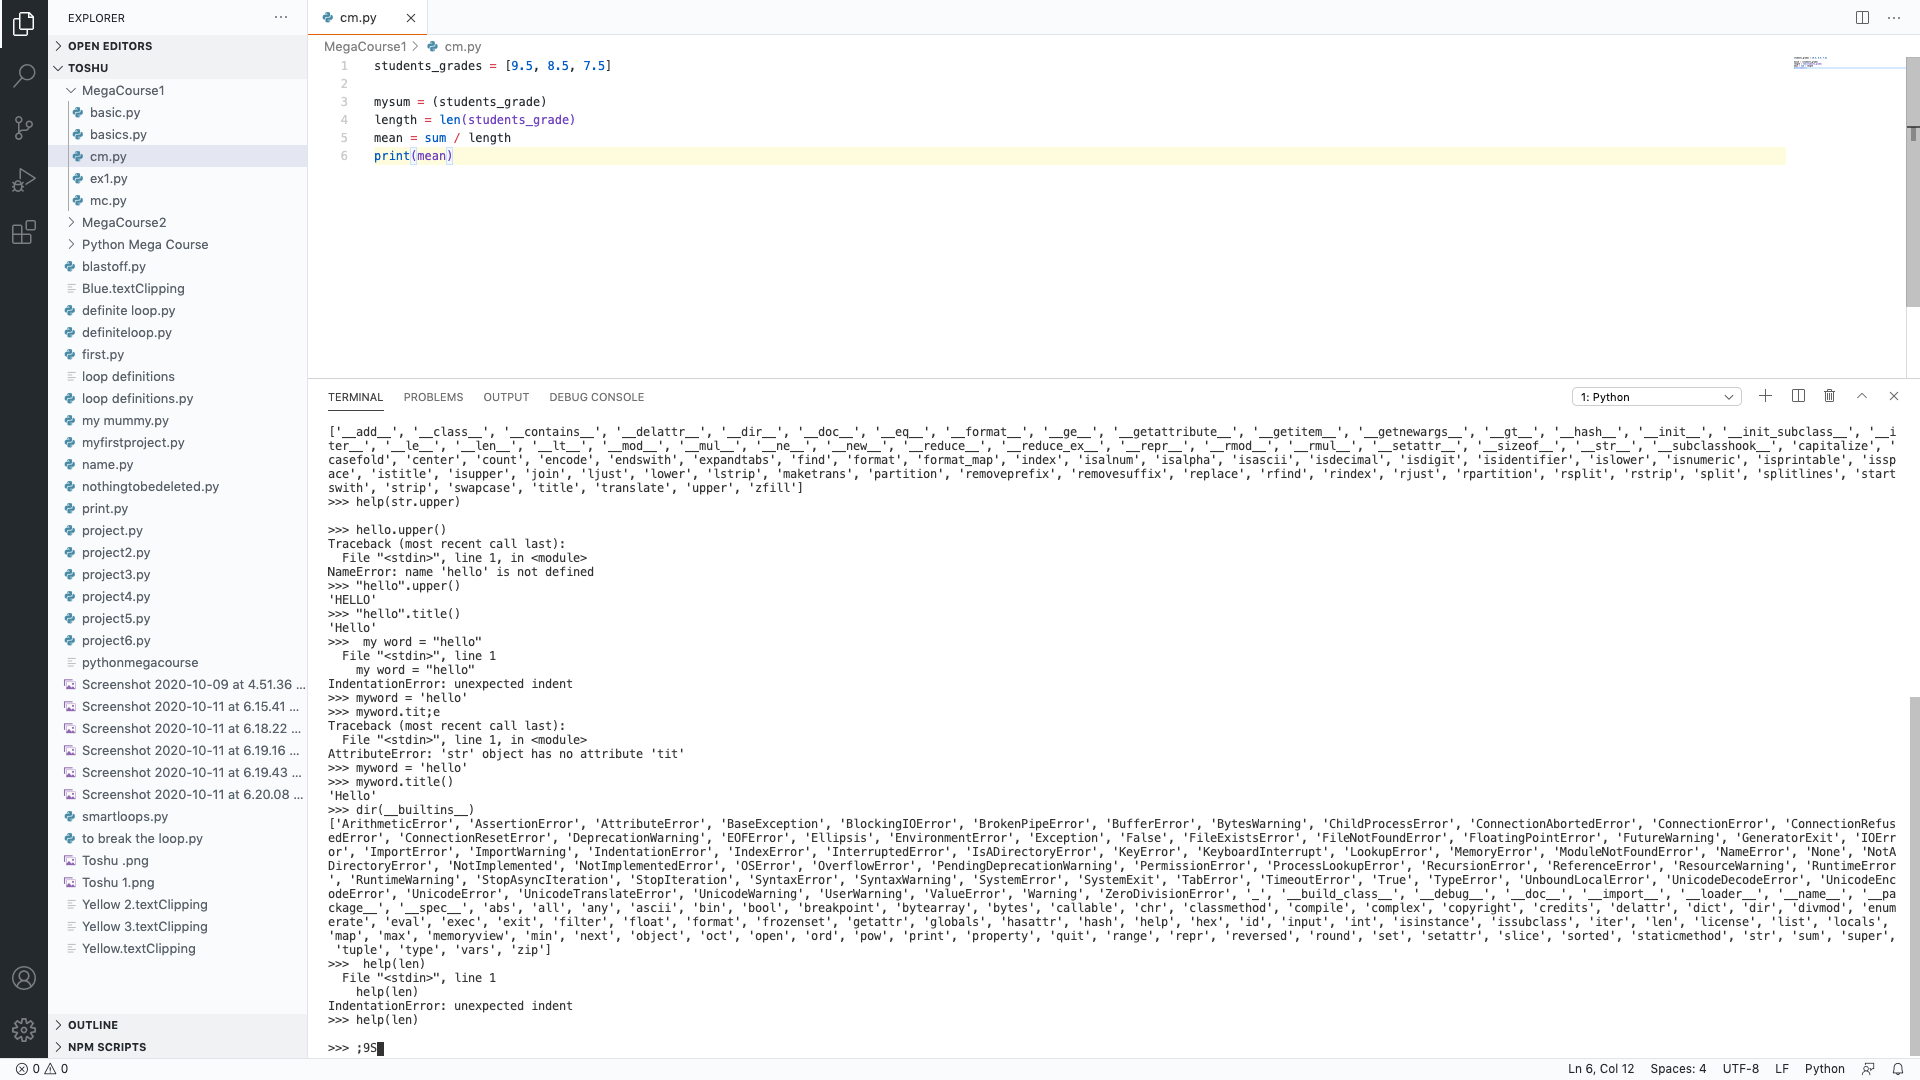 EXPLORER
OPEN EDITORS
TOSHU
MegaCourse1
basic.py
basics.py
cm.py
ex1.py
mc.py
MegaCourse2
Python Mega Course
blastoff.py
Blue.textClipping
definite loop.py
definiteloop.py
first.py
loop definitions
loop definitions.py
my mummy.py
myfirstproject.py
name.py
nothingtobedeleted.py
print.py
project.py
project2.py
project3.py
project4.py
project5.py
project6.py
pythonmegacourse
Screenshot 2020-10-09 at 4.51.36 ...
Screenshot 2020-10-11 at 6.15.41 ...
Screenshot 2020-10-11 at 6.18.22 ...
Screenshot 2020-10-11 at 6.19.16 ...
Screenshot 2020-10-11 at 6.19.43 ...
Screenshot 2020-10-11 at 6.20.08 ...
smartloops.py
to break the loop.py
Toshu .png
Toshu 1.png
Yellow 2.textClipping
Yellow 3.textClipping
Yellow.textClipping
OUTLINE
NPM SCRIPTS
cm.py
MegaCourse1 > cm.py
1 students_grades = [9.5, 8.5, 7.5]
2
3 mysum = (students_grade)
4 length = len(students_grade)
5 mean = sum / length
6 print(mean)
TERMINAL PROBLEMS OUTPUT DEBUG CONSOLE 1: Python
['__add__', '__class__', '__contains__', '__delattr__', '__dir__', '__doc__', '__eq__', '__format__', '__ge__', '__getattribute__', '__getitem__', '__getnewargs__', '__gt__', '__hash__', '__init__', '__init_subclass__', '__i
ter__', '__le__', '__len__', '__lt__', '__mod__', '__mul__', '__ne__', '__new__', '__reduce__', '__reduce_ex__', '__repr__', '__rmod__', '__rmul__', '__setattr__', '__sizeof__', '__str__', '__subclasshook__', 'capitalize', '
casefold', 'center', 'count', 'encode', 'endswith', 'expandtabs', 'find', 'format', 'format_map', 'index', 'isalnum', 'isalpha', 'isascii', 'isdecimal', 'isdigit', 'isidentifier', 'islower', 'isnumeric', 'isprintable', 'issp
ace', 'istitle', 'isupper', 'join', 'ljust', 'lower', 'lstrip', 'maketrans', 'partition', 'removeprefix', 'removesuffix', 'replace', 'rfind', 'rindex', 'rjust', 'rpartition', 'rsplit', 'rstrip', 'split', 'splitlines', 'start
swith', 'strip', 'swapcase', 'title', 'translate', 'upper', 'zfill']
>>> help(str.upper)
>>> hello.upper()
Traceback (most recent call last):
  File "<stdin>", line 1, in <module>
NameError: name 'hello' is not defined
>>> "hello".upper()
'HELLO'
>>> "hello".title()
'Hello'
>>>  my word = "hello"
  File "<stdin>", line 1
    my word = "hello"
IndentationError: unexpected indent
>>> myword = 'hello'
>>> myword.tit;e
Traceback (most recent call last):
  File "<stdin>", line 1, in <module>
AttributeError: 'str' object has no attribute 'tit'
>>> myword = 'hello'
>>> myword.title()
'Hello'
>>> dir(__builtins__)
['ArithmeticError', 'AssertionError', 'AttributeError', 'BaseException', 'BlockingIOError', 'BrokenPipeError', 'BufferError', 'BytesWarning', 'ChildProcessError', 'ConnectionAbortedError', 'ConnectionError', 'ConnectionRefus
edError', 'ConnectionResetError', 'DeprecationWarning', 'EOFError', 'Ellipsis', 'EnvironmentError', 'Exception', 'False', 'FileExistsError', 'FileNotFoundError', 'FloatingPointError', 'FutureWarning', 'GeneratorExit', 'IOErr
or', 'ImportError', 'ImportWarning', 'IndentationError', 'IndexError', 'InterruptedError', 'IsADirectoryError', 'KeyError', 'KeyboardInterrupt', 'LookupError', 'MemoryError', 'ModuleNotFoundError', 'NameError', 'None', 'NotA
DirectoryError', 'NotImplemented', 'NotImplementedError', 'OSError', 'OverflowError', 'PendingDeprecationWarning', 'PermissionError', 'ProcessLookupError', 'RecursionError', 'ReferenceError', 'ResourceWarning', 'RuntimeError
', 'RuntimeWarning', 'StopAsyncIteration', 'StopIteration', 'SyntaxError', 'SyntaxWarning', 'SystemError', 'SystemExit', 'TabError', 'TimeoutError', 'True', 'TypeError', 'UnboundLocalError', 'UnicodeDecodeError', 'UnicodeEnc
odeError', 'UnicodeError', 'UnicodeTranslateError', 'UnicodeWarning', 'UserWarning', 'ValueError', 'Warning', 'ZeroDivisionError', '_', '__build_class__', '__debug__', '__doc__', '__import__', '__loader__', '__name__', '__pa
ckage__', '__spec__', 'abs', 'all', 'any', 'ascii', 'bin', 'bool', 'breakpoint', 'bytearray', 'bytes', 'callable', 'chr', 'classmethod', 'compile', 'complex', 'copyright', 'credits', 'delattr', 'dict', 'dir', 'divmod', 'enum
erate', 'eval', 'exec', 'exit', 'filter', 'float', 'format', 'frozenset', 'getattr', 'globals', 'hasattr', 'hash', 'help', 'hex', 'id', 'input', 'int', 'isinstance', 'issubclass', 'iter', 'len', 'license', 'list', 'locals',
'map', 'max', 'memoryview', 'min', 'next', 'object', 'oct', 'open', 'ord', 'pow', 'print', 'property', 'quit', 'range', 'repr', 'reversed', 'round', 'set', 'setattr', 'slice', 'sorted', 'staticmethod', 'str', 'sum', 'super',
 'tuple', 'type', 'vars', 'zip']
>>>  help(len)
  File "<stdin>", line 1
    help(len)
IndentationError: unexpected indent
>>> help(len)
>>> ;9S
0 0 Ln 6, Col 12 Spaces: 4 UTF-8 LF Python